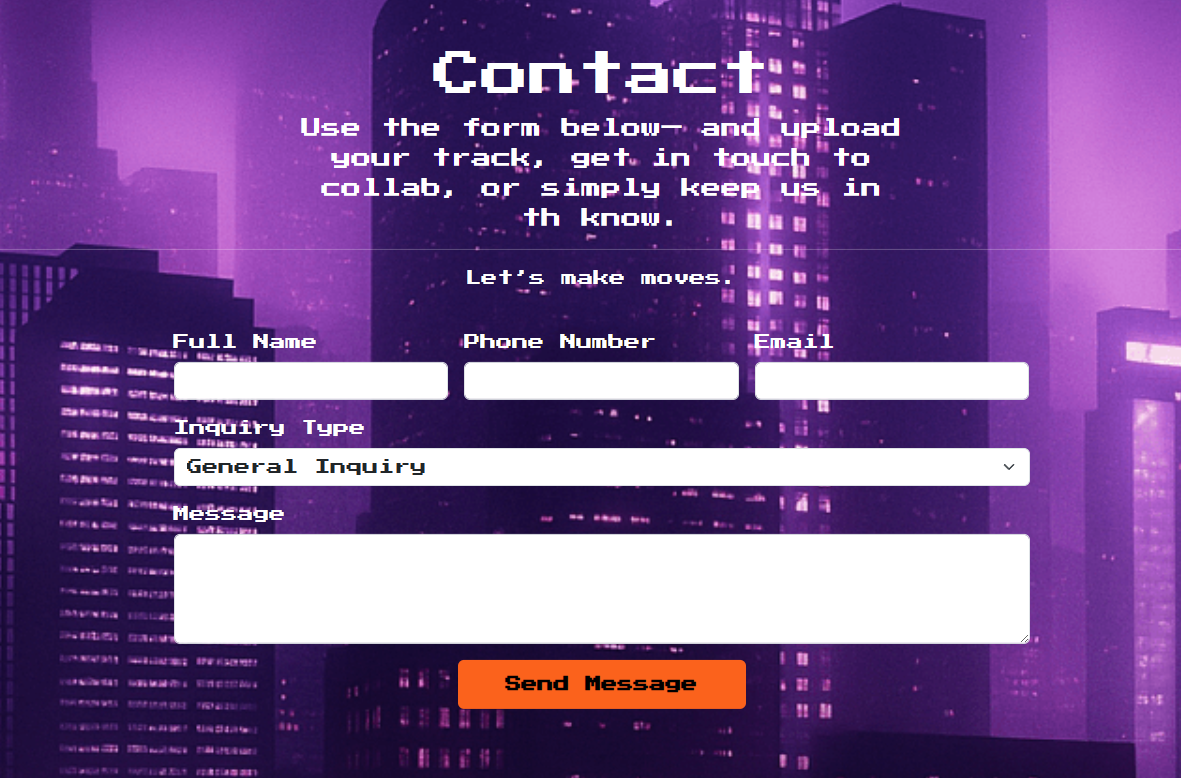 Contact
Use the form below— and upload
your track, get in touch to
collab, or simply keep us in
th know.
Let's make moves.
Full Name Phone Number Email
Inquiry Type
General Inquiry
Message
Send Message